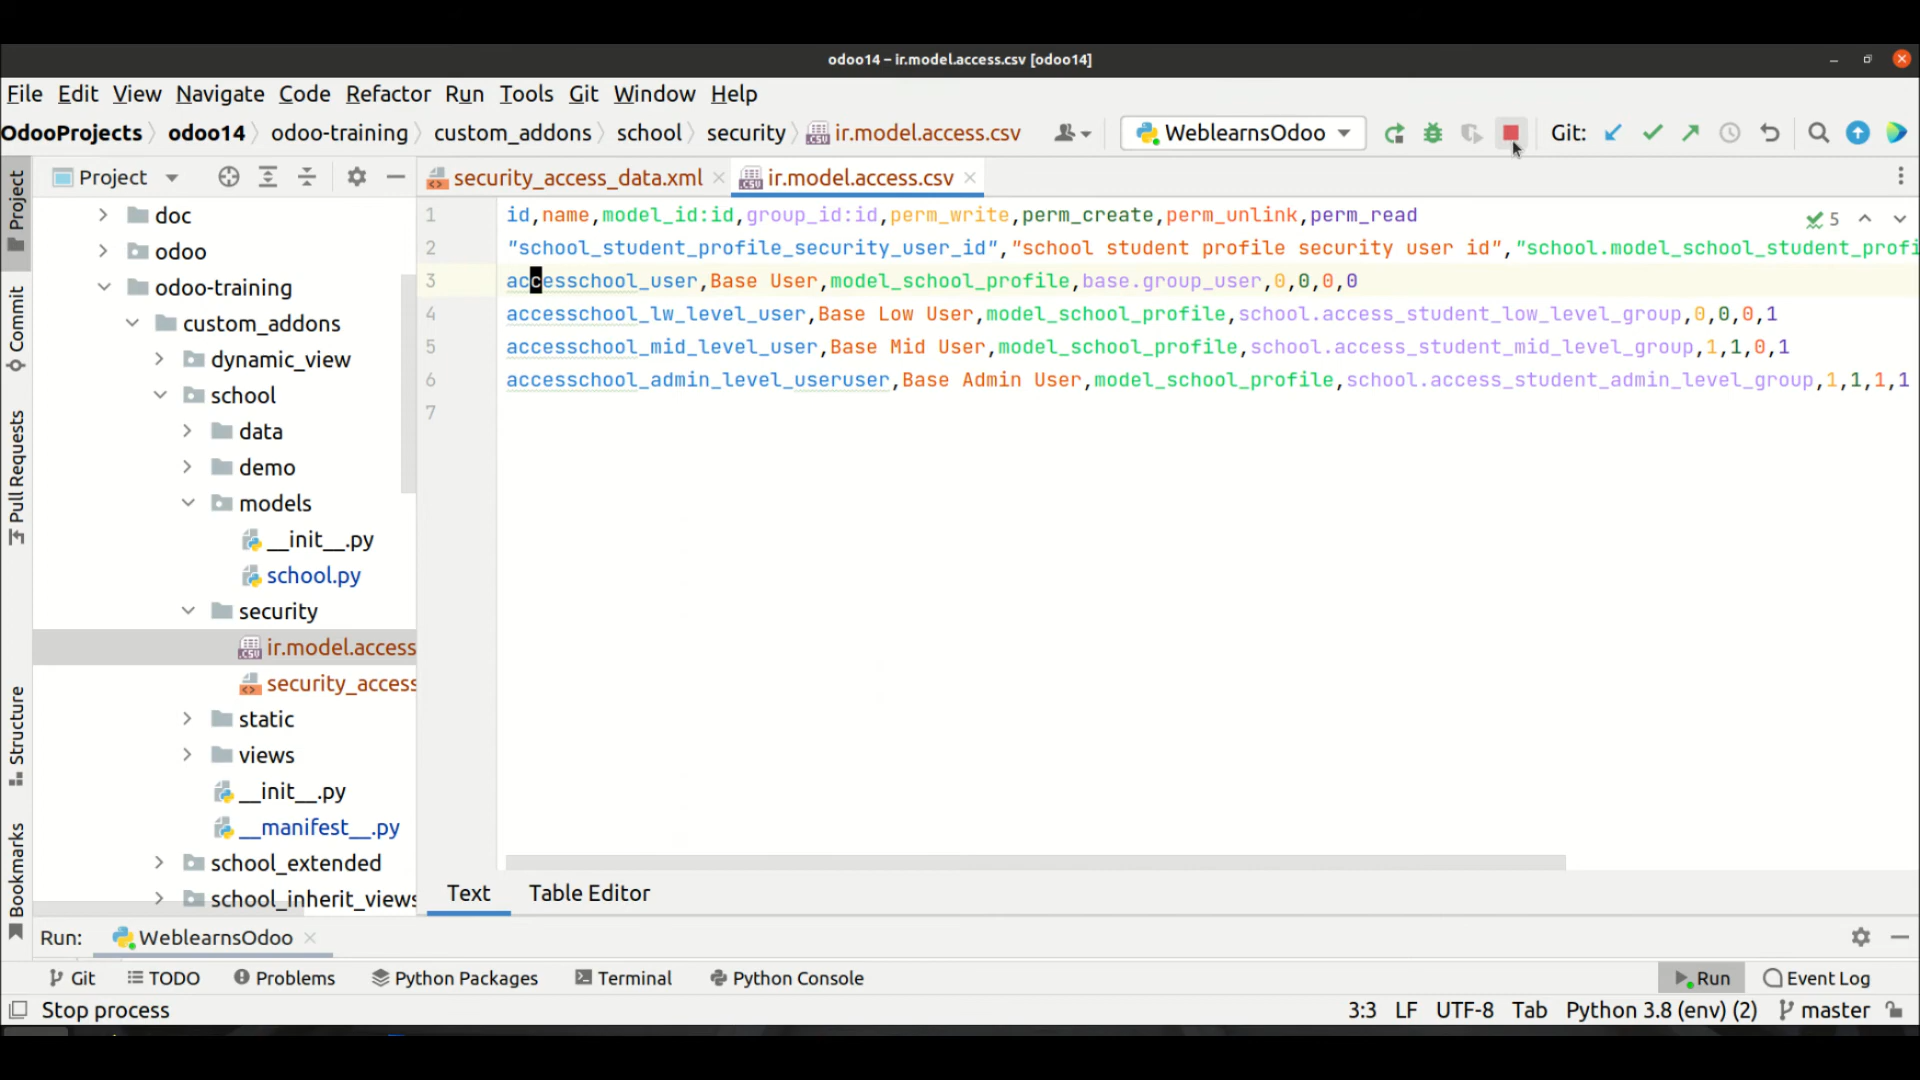 odoo14 – ir.model.access.csv [odoo14]
File Edit View Navigate Code Refactor Run Tools Git Window Help
OdooProjects odoo14 odoo-training custom_addons school security ir.model.access.csv WeblearnsOdoo Git:
Project
security_access_data.xml ir.model.access.csv
Project
Commit
Pull Requests
Structure
Bookmarks
doc
odoo
odoo-training
custom_addons
dynamic_view
school
data
demo
models
__init__.py
school.py
security
ir.model.access
security_access
static
views
__init__.py
__manifest__.py
school_extended
school_inherit_views
5
1 id,name,model_id:id,group_id:id,perm_write,perm_create,perm_unlink,perm_read
2 "school_student_profile_security_user_id","school student profile security user id","school.model_school_student_profi
3 accesschool_user,Base User,model_school_profile,base.group_user,0,0,0,0
4 accesschool_lw_level_user,Base Low User,model_school_profile,school.access_student_low_level_group,0,0,0,1
5 accesschool_mid_level_user,Base Mid User,model_school_profile,school.access_student_mid_level_group,1,1,0,1
6 accesschool_admin_level_useruser,Base Admin User,model_school_profile,school.access_student_admin_level_group,1,1,1,1
7
Text Table Editor
Run: WeblearnsOdoo
Git TODO Problems Python Packages Terminal Python Console Run Event Log
Stop process 3:3 LF UTF-8 Tab Python 3.8 (env) (2) master